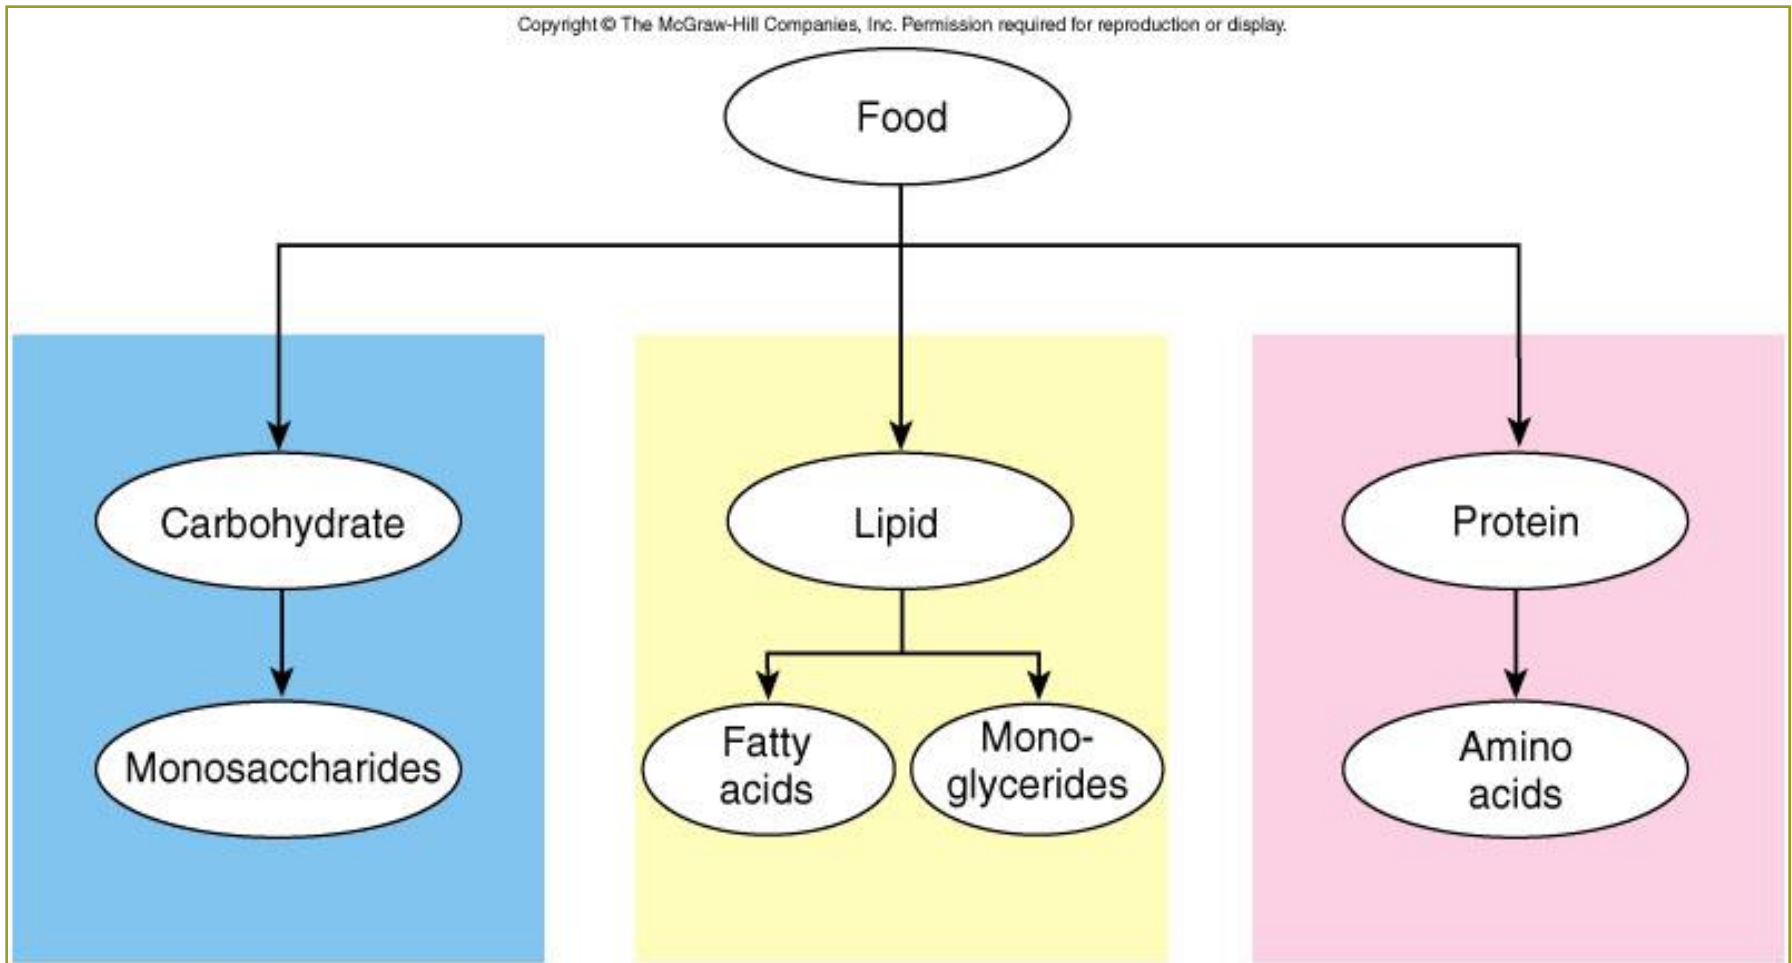 Copyright © The McGraw-Hill Companies, Inc. Permission required for reproduction or display.
Food
Carbohydrate
Lipid
Protein
Monosaccharides
Fatty
acids
Mono-
glycerides
Amino
acids